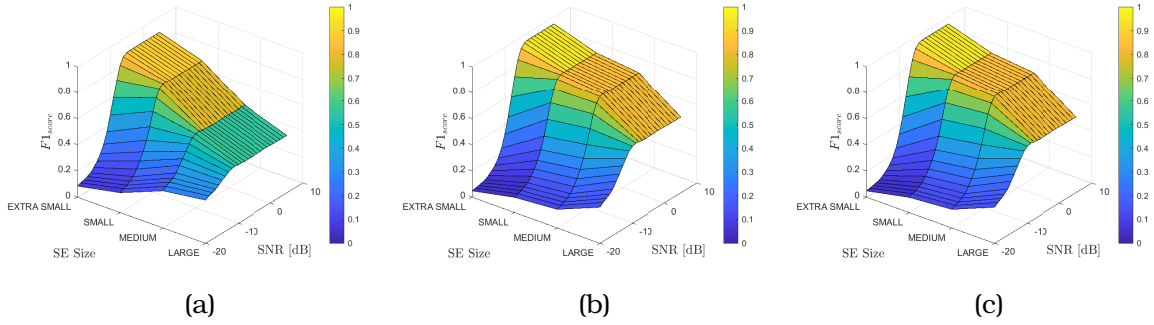 1
0.8
0.6
0.4
0.2
0
F1score
EXTRA SMALL
SMALL
MEDIUM
LARGE
SE Size
-20
-10
0
10
SNR [dB]
1
0.9
0.8
0.7
0.6
0.5
0.4
0.3
0.2
0.1
0
(a)
1
0.8
0.6
0.4
0.2
0
F1score
EXTRA SMALL
SMALL
MEDIUM
LARGE
SE Size
-20
-10
0
10
SNR [dB]
1
0.9
0.8
0.7
0.6
0.5
0.4
0.3
0.2
0.1
0
(b)
1
0.8
0.6
0.4
0.2
0
F1score
EXTRA SMALL
SMALL
MEDIUM
LARGE
SE Size
-20
-10
0
10
SNR [dB]
1
0.9
0.8
0.7
0.6
0.5
0.4
0.3
0.2
0.1
0
(c)